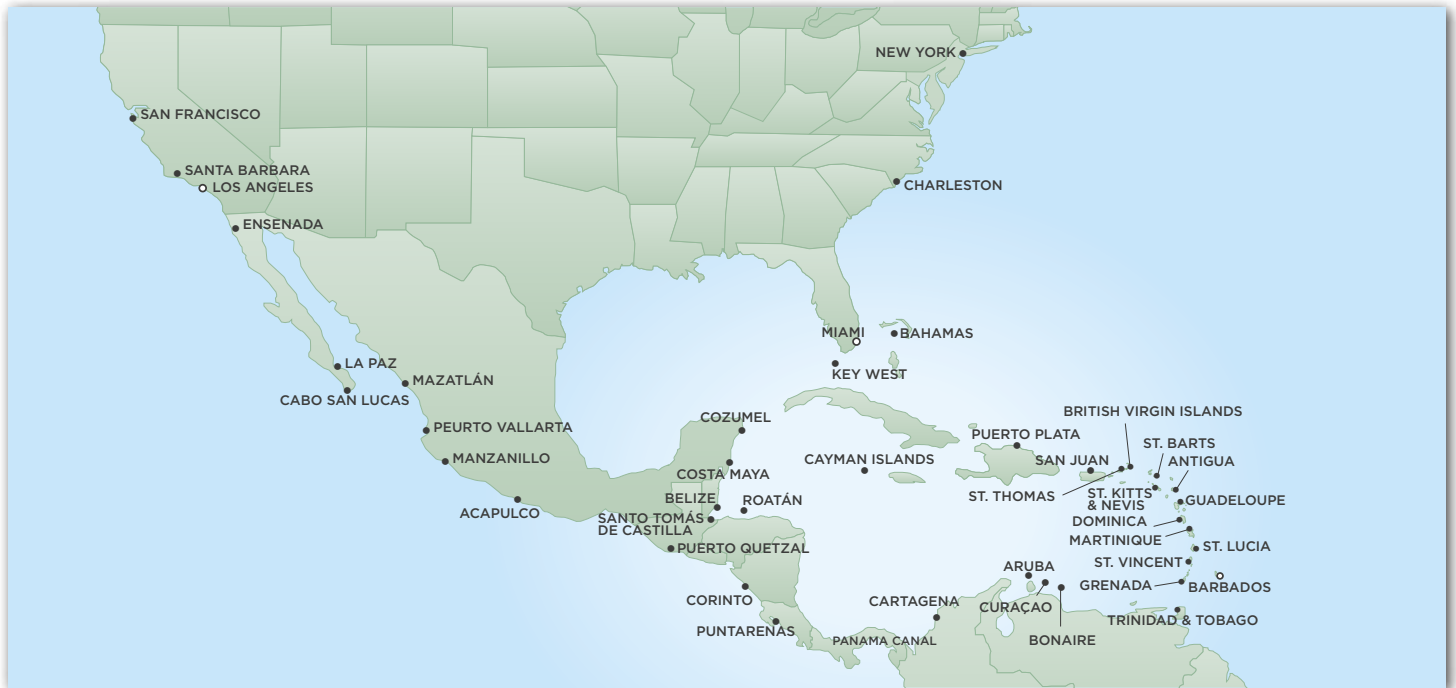 NEW YORK
SAN FRANCISCO
SANTA BARBARA
LOS ANGELES
CHARLESTON
ENSENADA
MIAMI
BAHAMAS
LA PAZ
KEY WEST
MAZATLÁN
CABO SAN LUCAS
BRITISH VIRGIN ISLANDS
COZUMEL
PEURTO VALLARTA
PUERTO PLATA
ST. BARTS
MANZANILLO
CAYMAN ISLANDS
SAN JUAN
ANTIGUA
COSTA MAYA
ST. THOMAS
ST. KITTS
& NEVIS
BELIZE
ROATÁN
GUADELOUPE
ACAPULCO
SANTO TOMÁS
DE CASTILLA
DOMINICA
MARTINIQUE
PUERTO QUETZAL
ST. LUCIA
ST. VINCENT
ARUBA
GRENADA
BARBADOS
CORINTO
CARTAGENA
CURAÇAO
TRINIDAD & TOBAGO
PUNTARENAS
PANAMA CANAL
BONAIRE